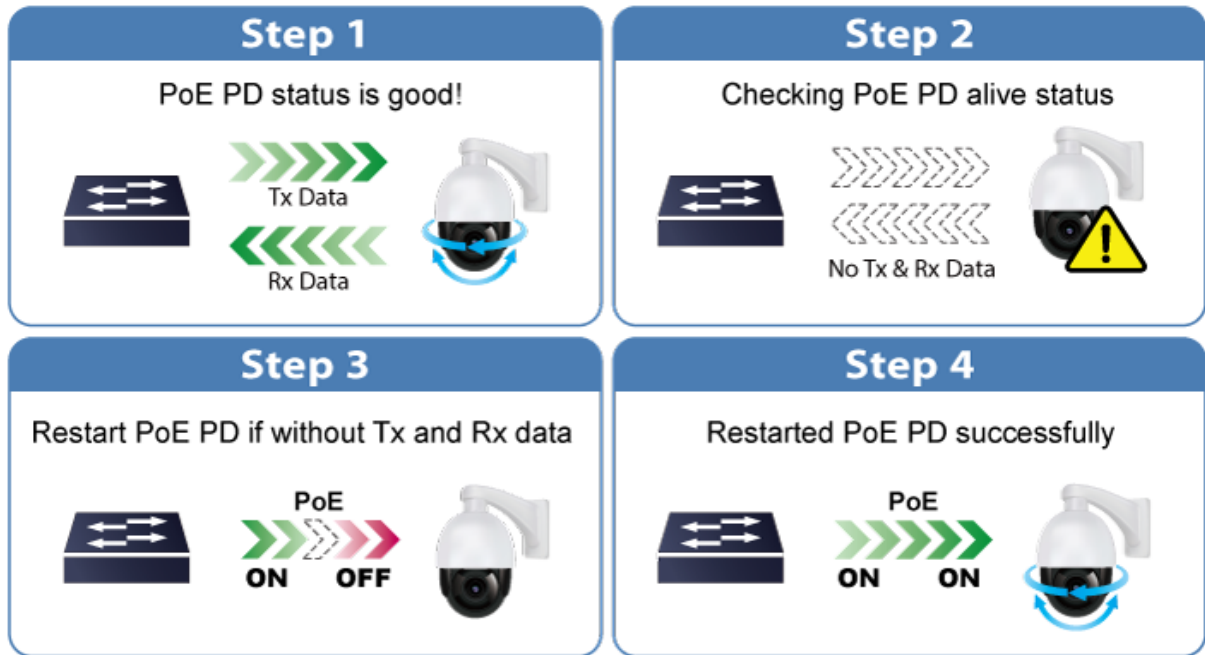 Step 1
PoE PD status is good!
Tx Data
Rx Data
Step 2
Checking PoE PD alive status
No Tx & Rx Data
Step 3
Restart PoE PD if without Tx and Rx data
PoE
ON OFF
Step 4
Restarted PoE PD successfully
PoE
ON ON